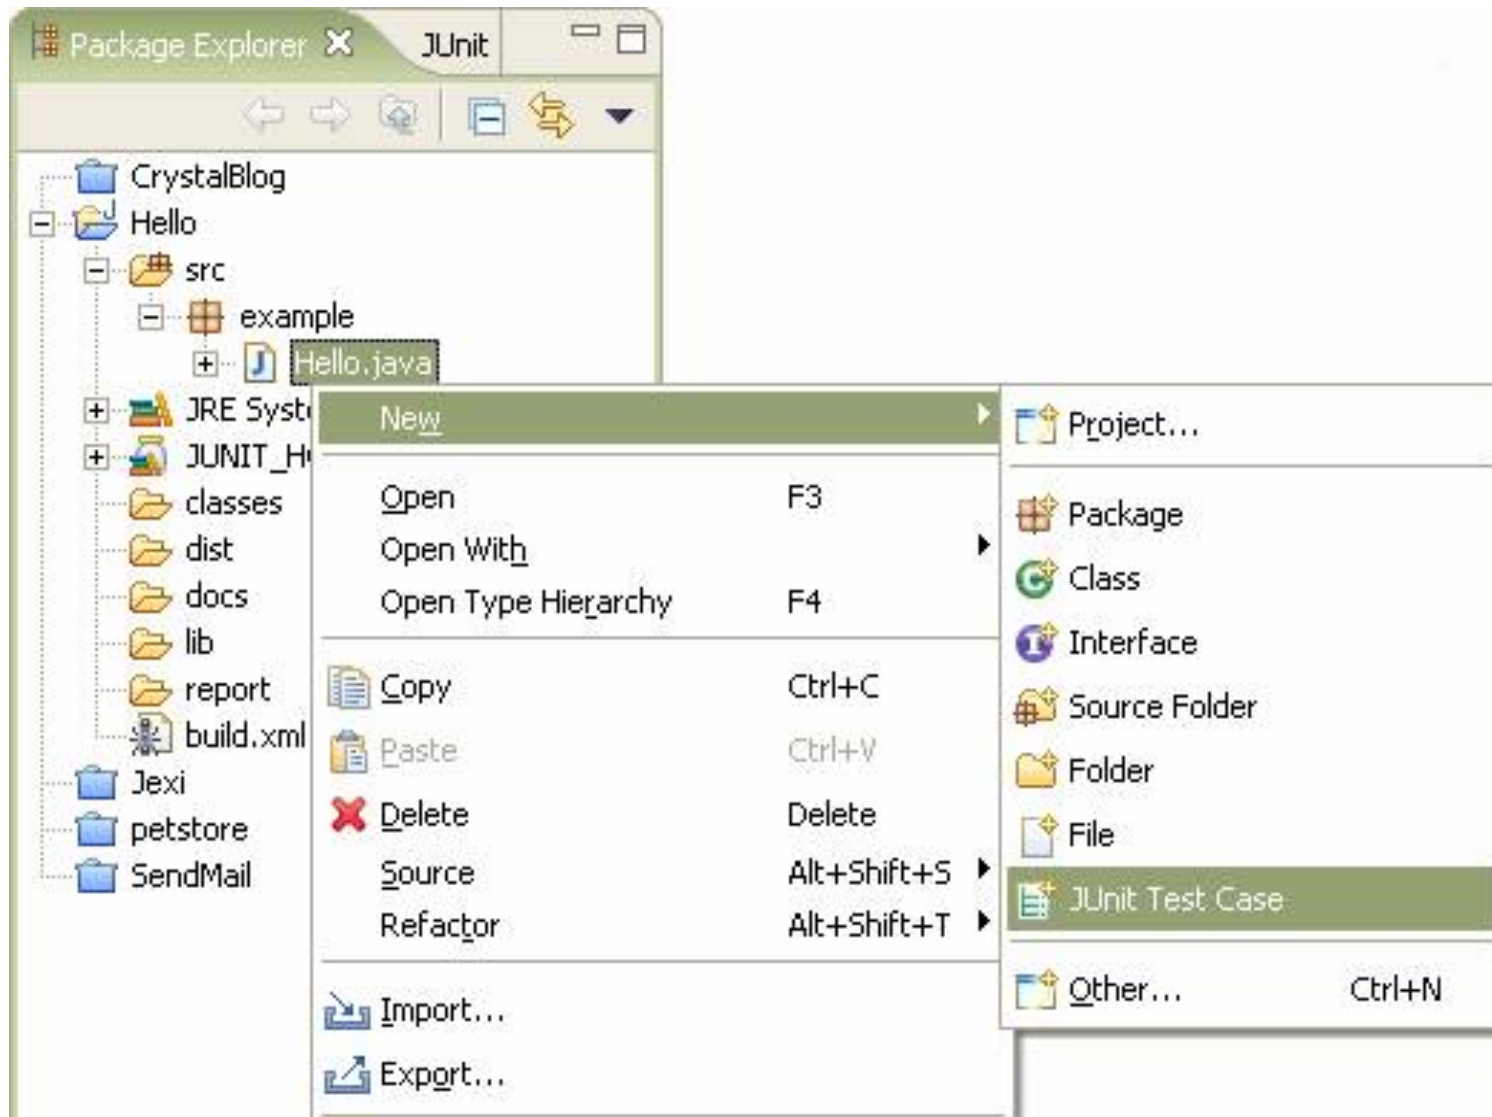 Package Explorer JUnit
CrystalBlog
Hello
src
example
Hello.java
JRE
classes
dist
docs
lib
report
build.xml
Jexi
petstore
SendMail
New
Open F3
Open With
Open Type Hierarchy F4
Copy Ctrl+C
Paste Ctrl+V
Delete Delete
Source Alt+Shift+S
Refactor Alt+Shift+T
Import...
Export...
Project...
Package
Class
Interface
Source Folder
Folder
File
JUnit Test Case
Other... Ctrl+N